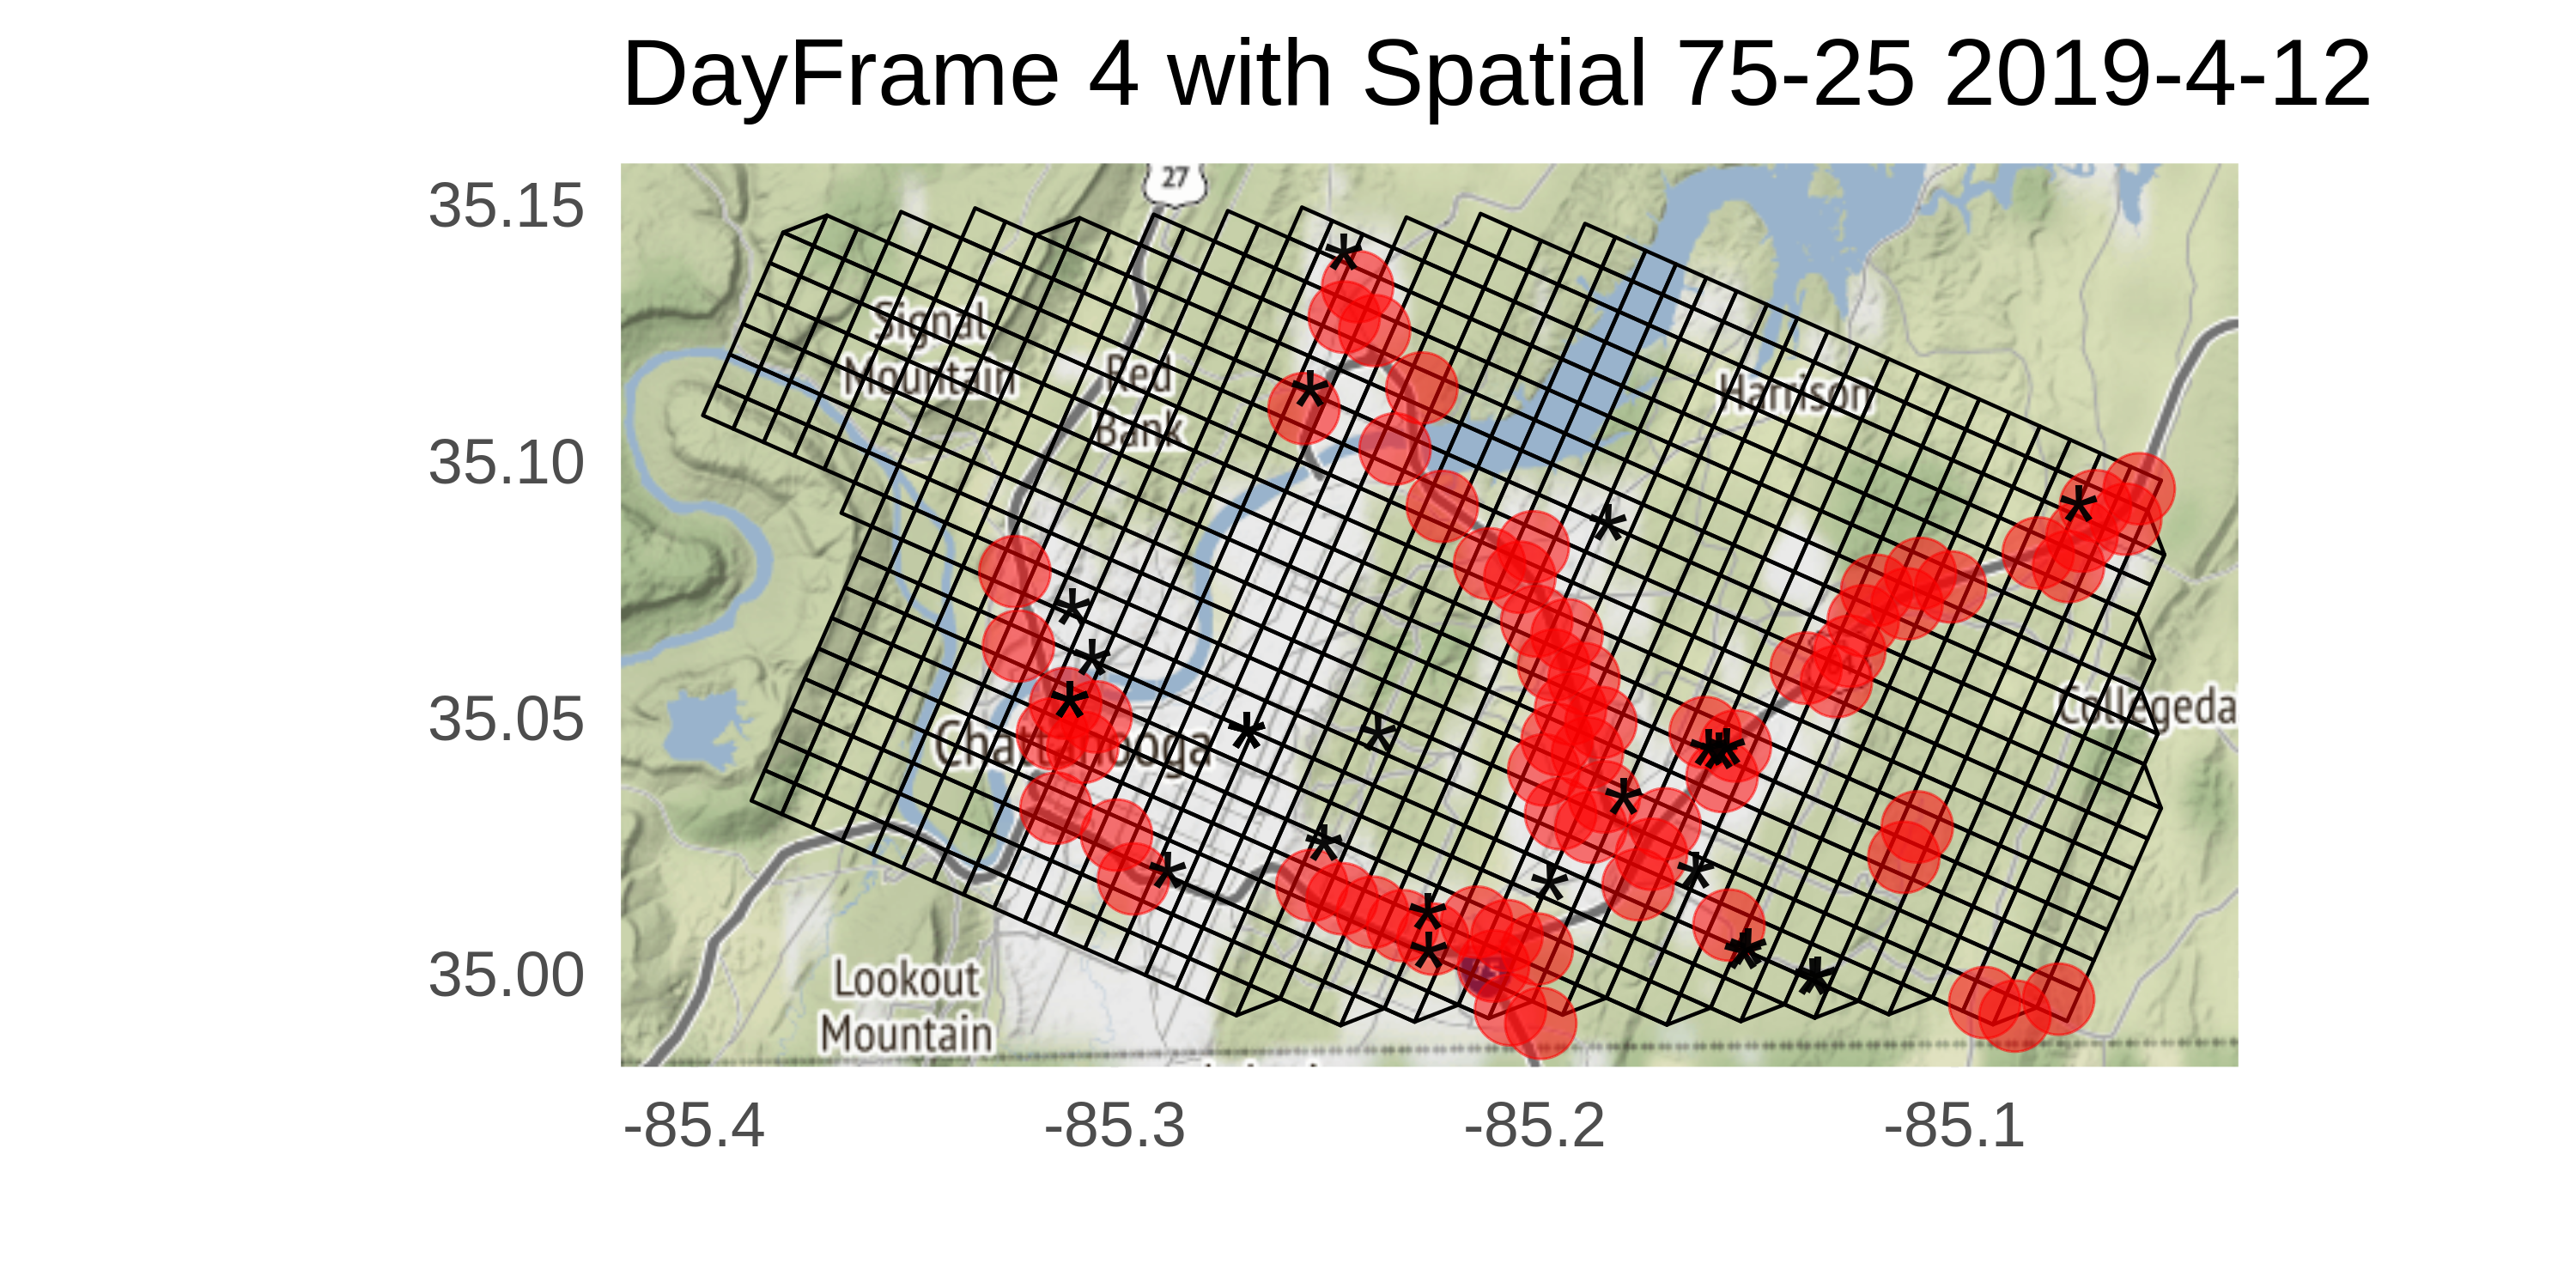 DayFrame 4 with Spatial 75-25 2019-4-12
35.15
35.10
35.05
35.00
27
Signal
Mountain
Red
Bank
Harrison
Collegeda
Chattanooga
Lookout
Mountain
-85.4
-85.3
-85.2
-85.1